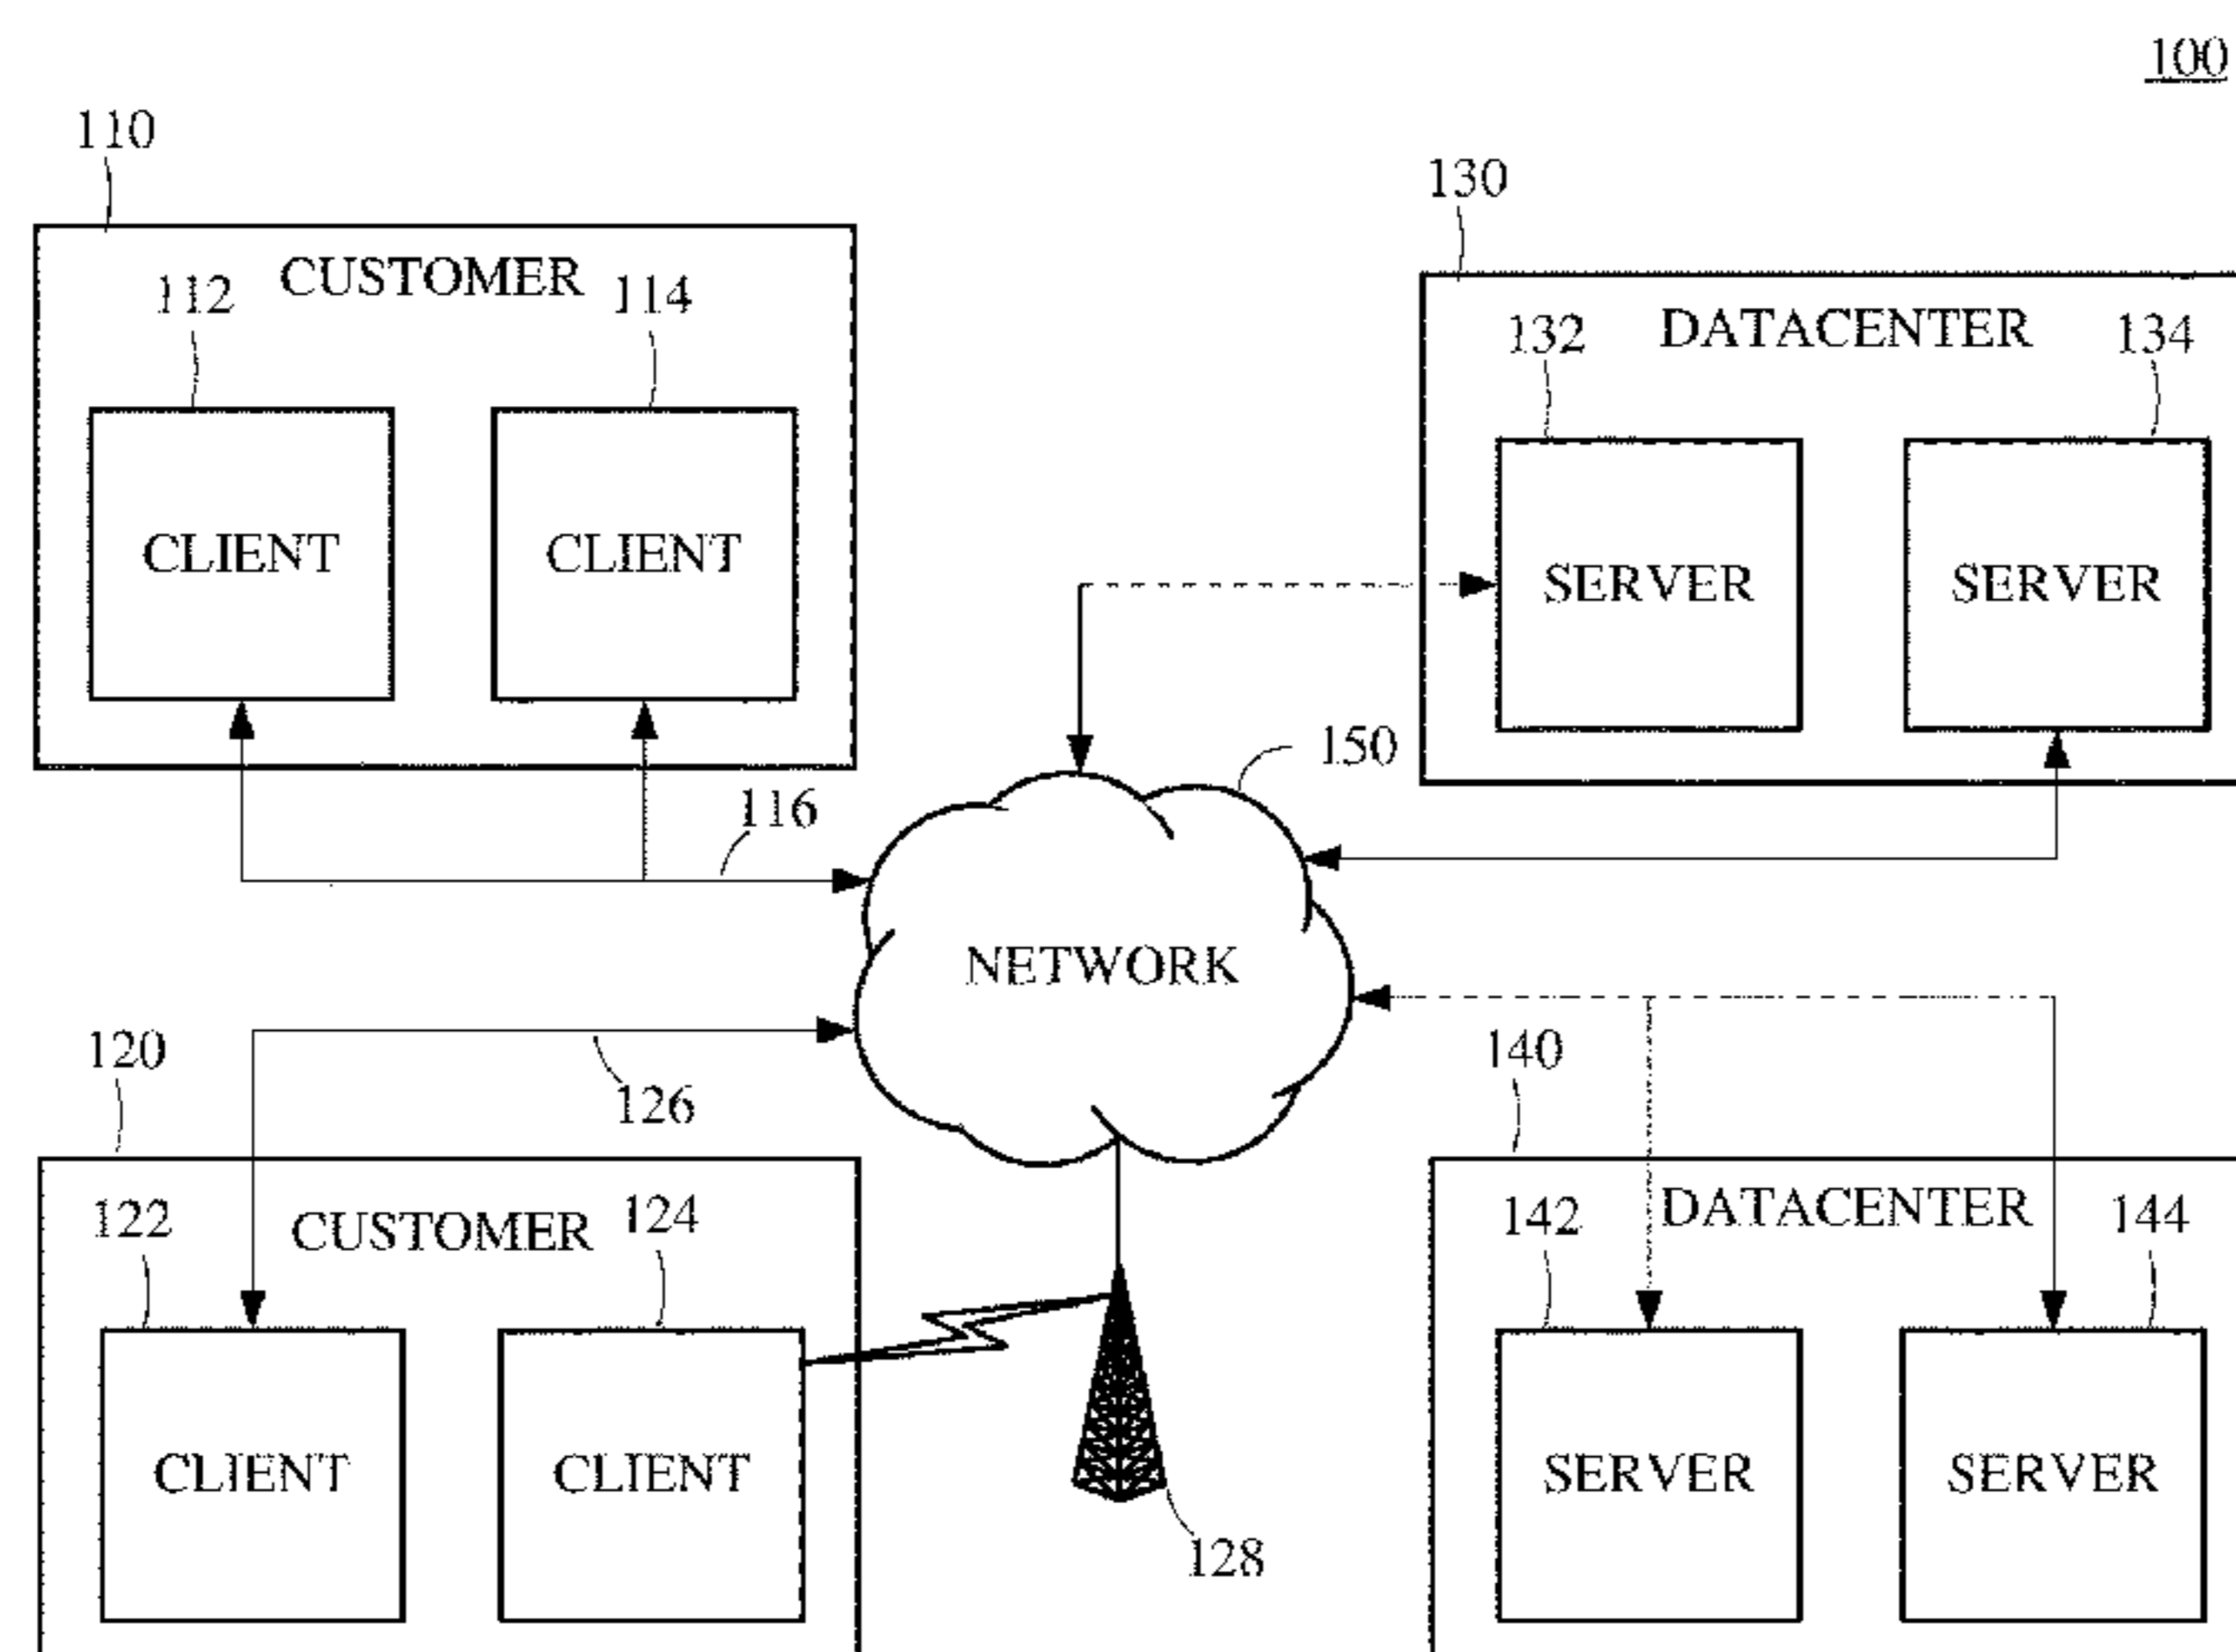 100
110
130
CUSTOMER
112
114
DATACENTER
132
134
CLIENT
CLIENT
SERVER
SERVER
150
116
NETWORK
120
140
126
122
CUSTOMER
124
142
DATACENTER
144
CLIENT
CLIENT
SERVER
SERVER
128